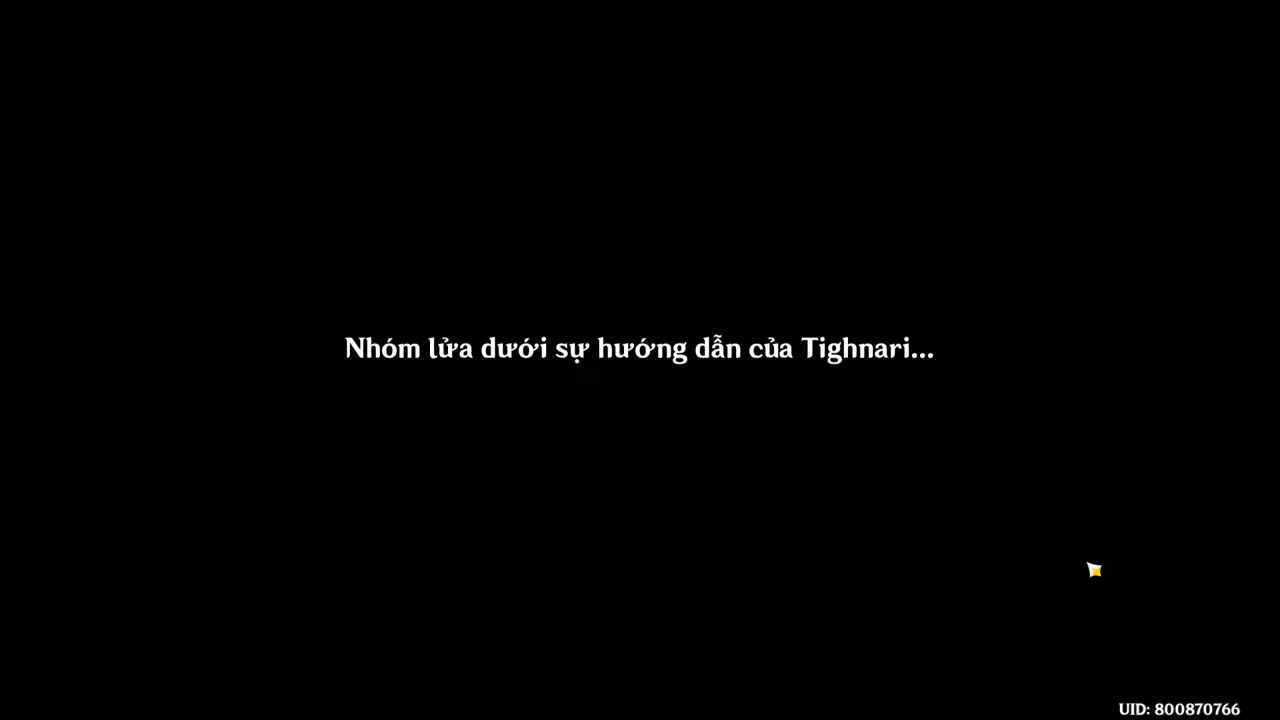 Nhóm lửa dưới sự hướng dẫn của Tighnari...
UID: 800870766